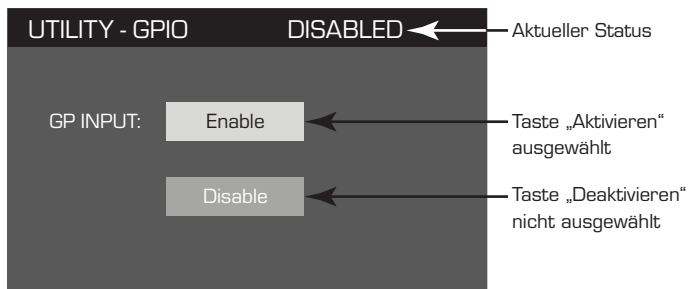 UTILITY - GPIO DISABLED Aktueller Status
GP INPUT: Enable Taste „Aktivieren“
ausgewählt
Disable Taste „Deaktivieren“
nicht ausgewählt